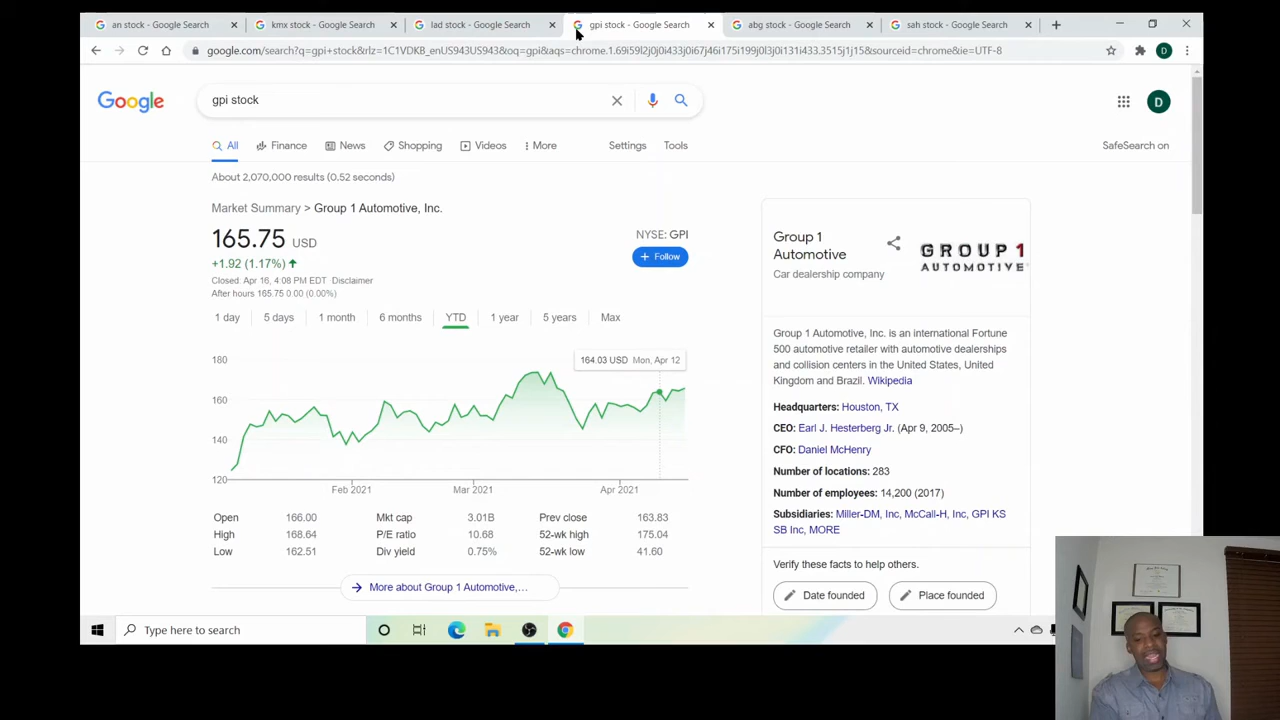 an stock - Google Search
kmx stock - Google Search
lad stock - Google Search
gpi stock - Google Search
abg stock - Google Search
sah stock - Google Search
google.com/search?q=gpi+stock&rlz=1C1VDKB_enUS943US943&oq=gpi&aqs=chrome.1.69i59l2j0j0i433j0i67j46i175i199j0l3j0i131i433.3515j1j15&sourceid=chrome&ie=UTF-8
D
Google
gpi stock
D
All
Finance
News
Shopping
Videos
More
Settings
Tools
SafeSearch on
About 2,070,000 results (0.52 seconds)
Market Summary > Group 1 Automotive, Inc.
165.75 USD
NYSE: GPI
+1.92 (1.17%)
+ Follow
Closed: Apr 16, 4:08 PM EDT · Disclaimer
After hours 165.75 0.00 (0.00%)
1 day
5 days
1 month
6 months
YTD
1 year
5 years
Max
164.03 USD Mon, Apr 12
180
160
140
120
Feb 2021
Mar 2021
Apr 2021
Open 166.00 Mkt cap 3.01B Prev close 163.83
High 168.64 P/E ratio 10.68 52-wk high 175.04
Low 162.51 Div yield 0.75% 52-wk low 41.60
More about Group 1 Automotive,...
Group 1
Automotive
Car dealership company
GROUP 1
AUTOMOTIVE
Group 1 Automotive, Inc. is an international Fortune
500 automotive retailer with automotive dealerships
and collision centers in the United States, United
Kingdom and Brazil. Wikipedia
Headquarters: Houston, TX
CEO: Earl J. Hesterberg Jr. (Apr 9, 2005–)
CFO: Daniel McHenry
Number of locations: 283
Number of employees: 14,200 (2017)
Subsidiaries: Miller-DM, Inc, McCall-H, Inc, GPI KS
SB Inc, MORE
Verify these facts to help others.
Date founded
Place founded
Type here to search